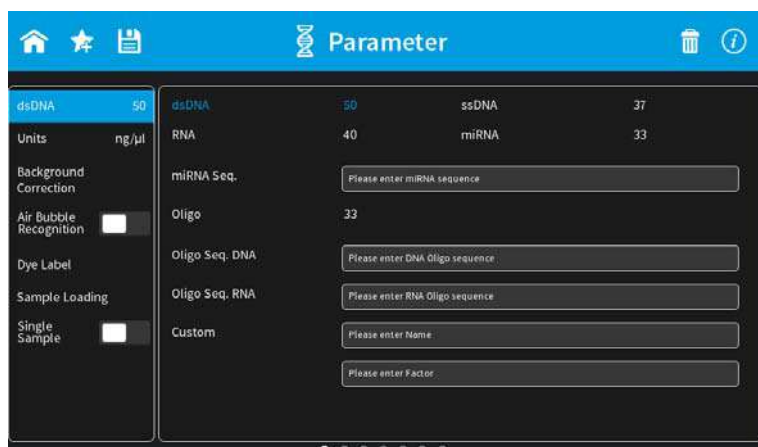 Parameter
dsDNA 50
Units ng/µl
Background
Correction
Air Bubble
Recognition
Dye Label
Sample Loading
Single
Sample
dsDNA 50 ssDNA 37
RNA 40 miRNA 33
miRNA Seq. Please enter miRNA sequence
Oligo 33
Oligo Seq. DNA Please enter DNA Oligo sequence
Oligo Seq. RNA Please enter RNA Oligo sequence
Custom Please enter Name
Please enter Factor